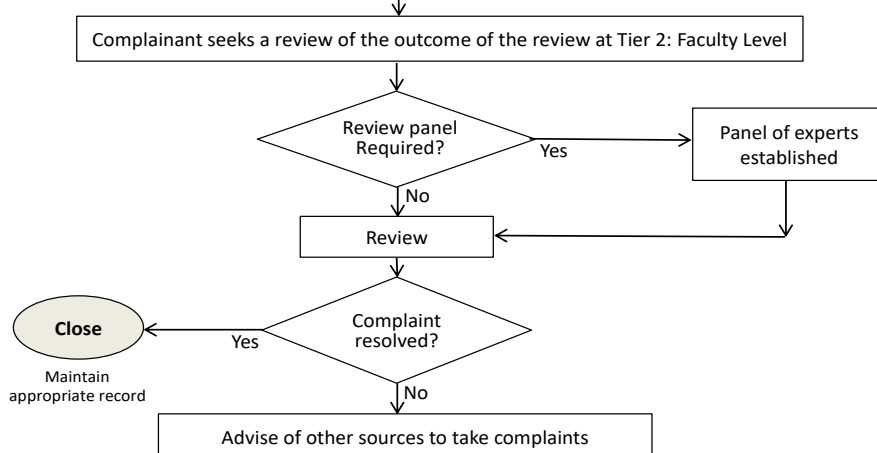 Complainant seeks a review of the outcome of the review at Tier 2: Faculty Level
Review panel
Required?
Yes
Panel of experts
established
No
Review
Complaint
resolved?
Yes
Close
Maintain
appropriate record
No
Advise of other sources to take complaints